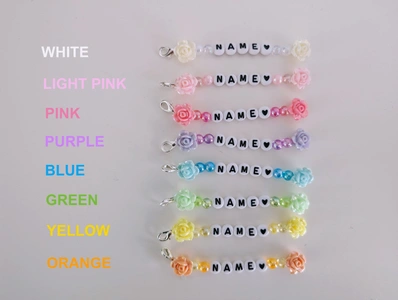 WHITE NAME♥
LIGHT PINK NAME♥
PINK NAME♥
PURPLE NAME♥
BLUE NAME♥
GREEN NAME♥
YELLOW NAME♥
ORANGE NAME♥